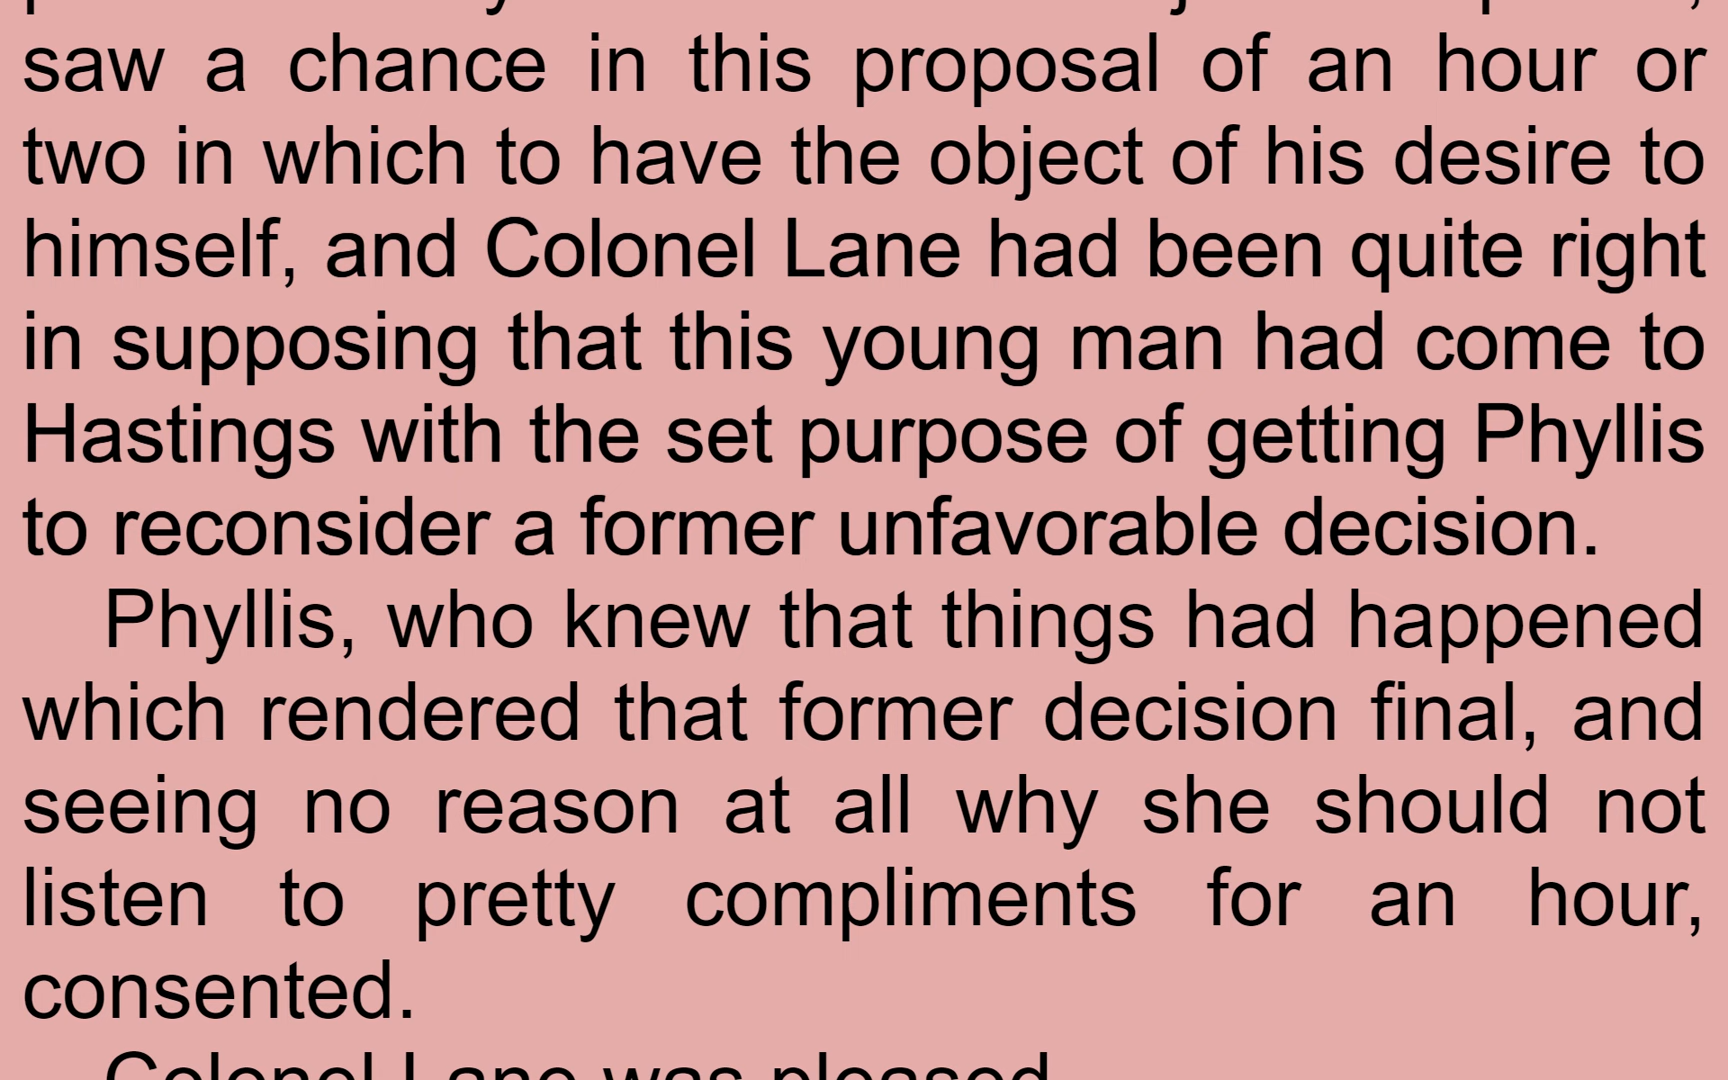 saw a chance in this proposal of an hour or
two in which to have the object of his desire to
himself, and Colonel Lane had been quite right
in supposing that this young man had come to
Hastings with the set purpose of getting Phyllis
to reconsider a former unfavorable decision.
Phyllis, who knew that things had happened
which rendered that former decision final, and
seeing no reason at all why she should not
listen to pretty compliments for an hour,
consented.
Colonel Lane was pleased